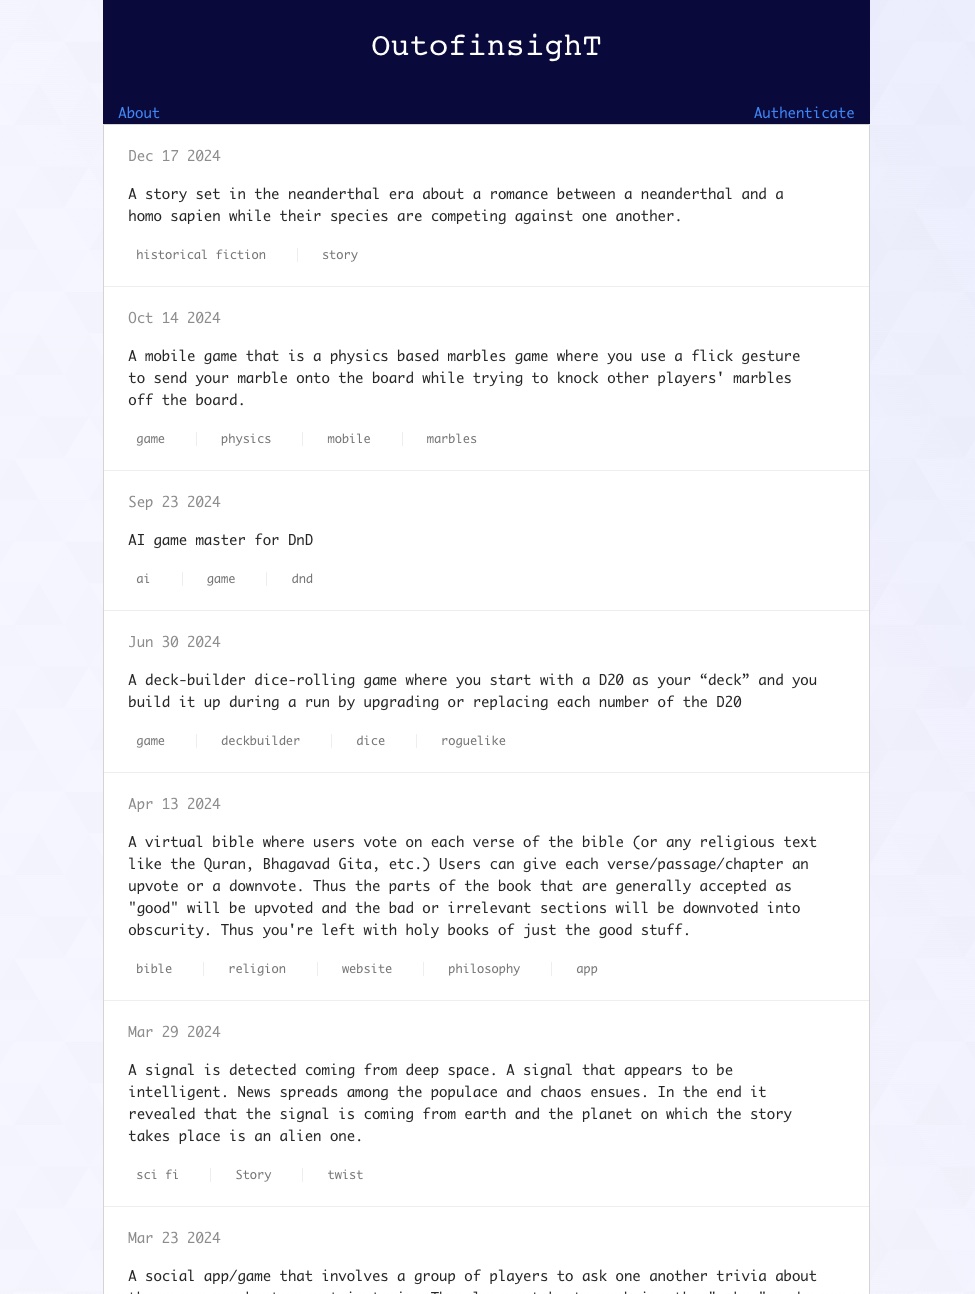 OutofinsighT
About Authenticate
Dec 17 2024
A story set in the neanderthal era about a romance between a neanderthal and a
homo sapien while their species are competing against one another.
historical fiction story
Oct 14 2024
A mobile game that is a physics based marbles game where you use a flick gesture
to send your marble onto the board while trying to knock other players' marbles
off the board.
game physics mobile marbles
Sep 23 2024
AI game master for DnD
ai game dnd
Jun 30 2024
A deck-builder dice-rolling game where you start with a D20 as your “deck” and you
build it up during a run by upgrading or replacing each number of the D20
game deckbuilder dice roguelike
Apr 13 2024
A virtual bible where users vote on each verse of the bible (or any religious text
like the Quran, Bhagavad Gita, etc.) Users can give each verse/passage/chapter an
upvote or a downvote. Thus the parts of the book that are generally accepted as
"good" will be upvoted and the bad or irrelevant sections will be downvoted into
obscurity. Thus you're left with holy books of just the good stuff.
bible religion website philosophy app
Mar 29 2024
A signal is detected coming from deep space. A signal that appears to be
intelligent. News spreads among the populace and chaos ensues. In the end it
revealed that the signal is coming from earth and the planet on which the story
takes place is an alien one.
sci fi Story twist
Mar 23 2024
A social app/game that involves a group of players to ask one another trivia about